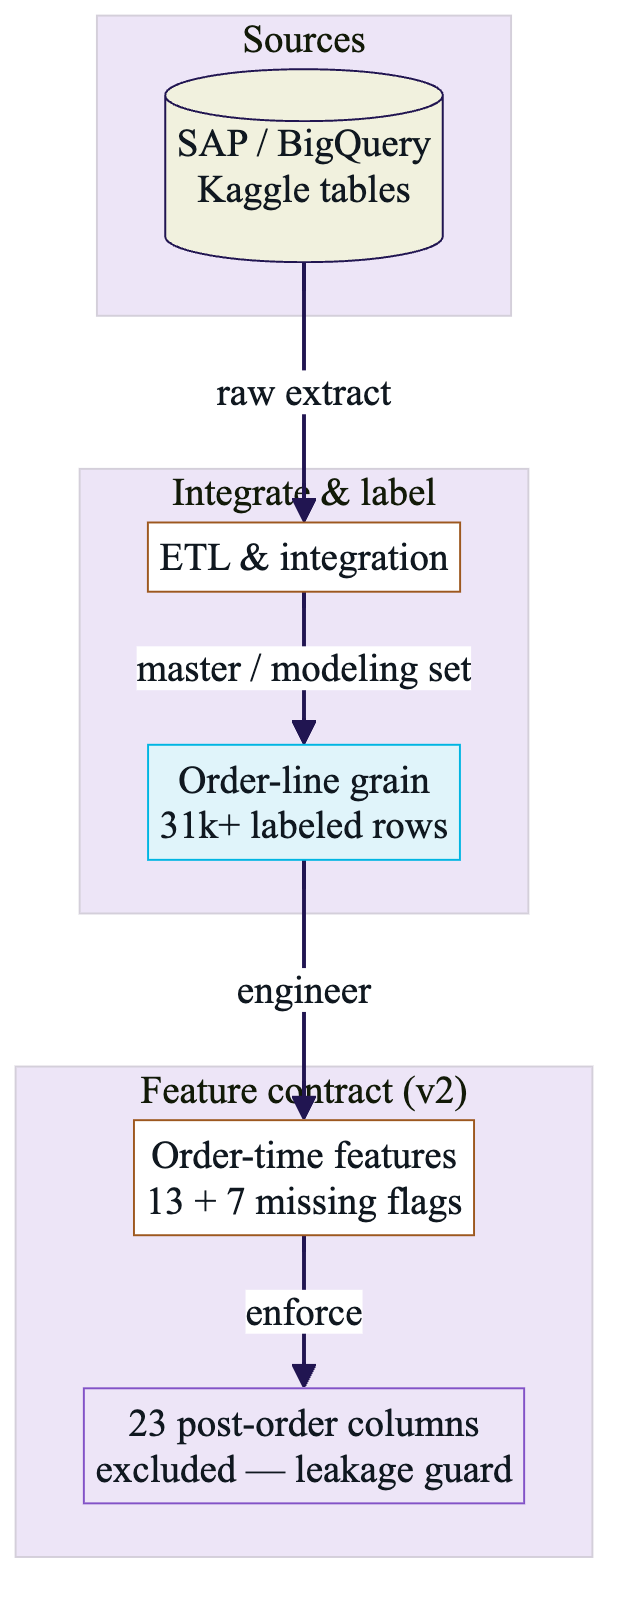 Sources
SAP / BigQuery
Kaggle tables
raw extract
Integrate & label
ETL & integration
master / modeling set
Order-line grain
31k+ labeled rows
engineer
Feature contract (v2)
Order-time features
13 + 7 missing flags
enforce
23 post-order columns
excluded — leakage guard